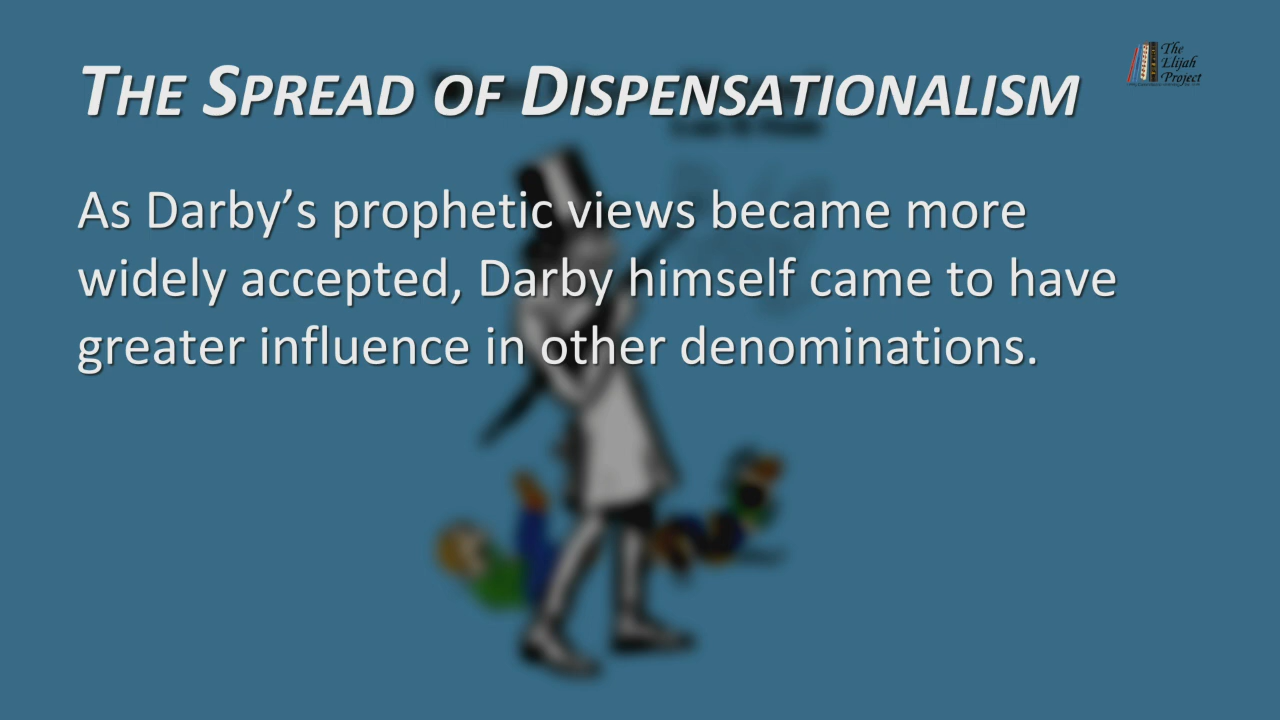 THE SPREAD OF DISPENSATIONALISM
The
Llijah
Project
As Darby’s prophetic views became more
widely accepted, Darby himself came to have
greater influence in other denominations.